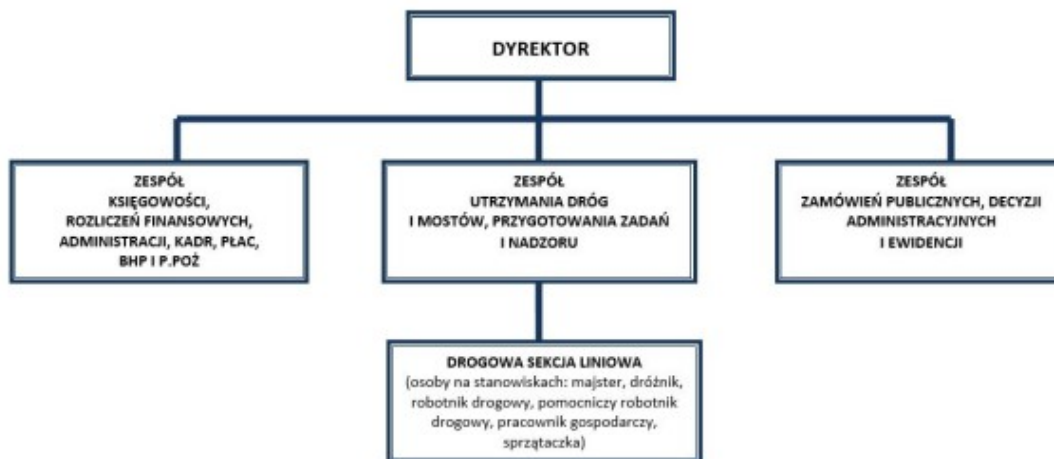 DYREKTOR
ZESPÓŁ
KSIĘGOWOŚCI,
ROZLICZEŃ FINANSOWYCH,
ADMINISTRACJI, KADR, PŁAC,
BHP I P.POŻ
ZESPÓŁ
UTRZYMANIA DRÓG
I MOSTÓW, PRZYGOTOWANIA ZADAŃ
I NADZORU
ZESPÓŁ
ZAMÓWIEŃ PUBLICZNYCH, DECYZJI
ADMINISTRACYJNYCH
I EWIDENCJI
DROGOWA SEKCJA LINIOWA
(osoby na stanowiskach: majster, dróżnik,
robotnik drogowy, pomocniczy robotnik
drogowy, pracownik gospodarczy,
sprzątaczka)